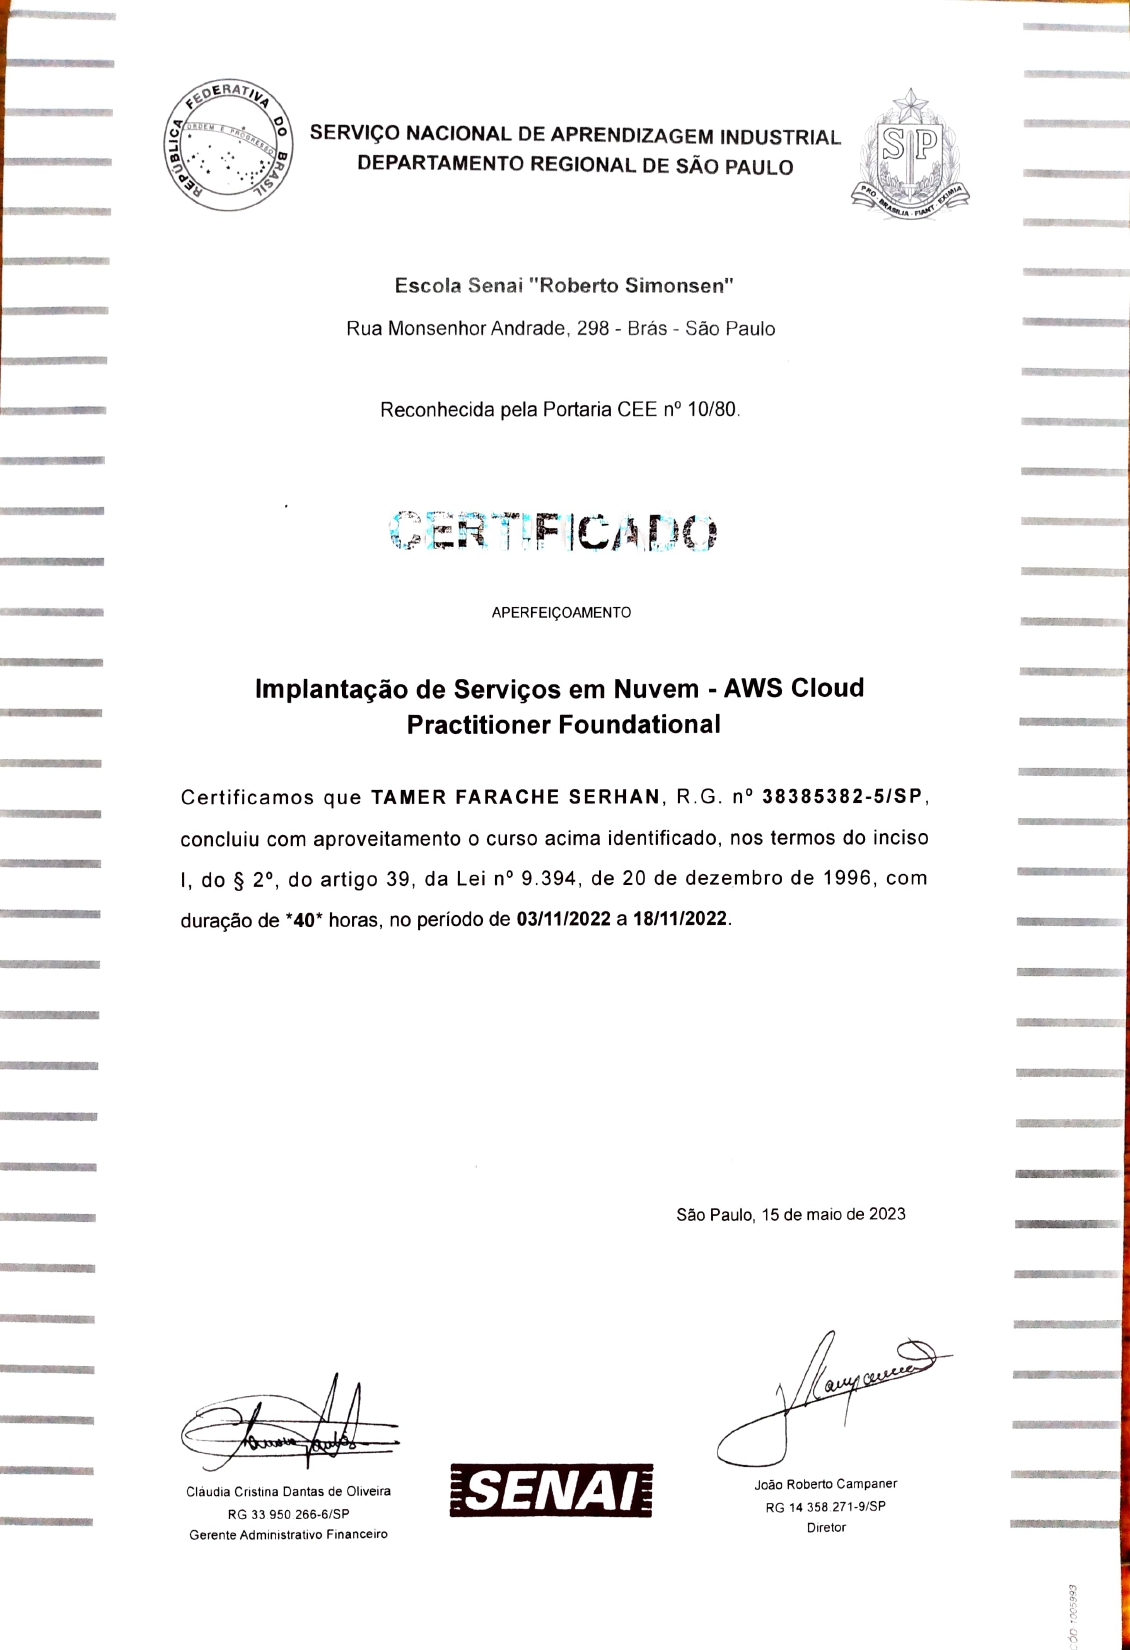 REPÚBLICA FEDERATIVA DO BRASIL
ORDEM E PROGRESSO
SERVIÇO NACIONAL DE APRENDIZAGEM INDUSTRIAL
DEPARTAMENTO REGIONAL DE SÃO PAULO
SP
PRO · BRASILIA · FIANT · EXIMIA
Escola Senai "Roberto Simonsen"
Rua Monsenhor Andrade, 298 - Brás - São Paulo
Reconhecida pela Portaria CEE nº 10/80.
CERTIFICADO
APERFEIÇOAMENTO
Implantação de Serviços em Nuvem - AWS Cloud
Practitioner Foundational
Certificamos que TAMER FARACHE SERHAN, R.G. nº 38385382-5/SP,
concluiu com aproveitamento o curso acima identificado, nos termos do inciso
I, do § 2º, do artigo 39, da Lei nº 9.394, de 20 de dezembro de 1996, com
duração de *40* horas, no período de 03/11/2022 a 18/11/2022.
São Paulo, 15 de maio de 2023
Cláudia Cristina Dantas de Oliveira
RG 33 950 266-6/SP
Gerente Administrativo Financeiro
SENAI
João Roberto Campaner
RG 14 358 271-9/SP
Diretor
CÓD 1005993